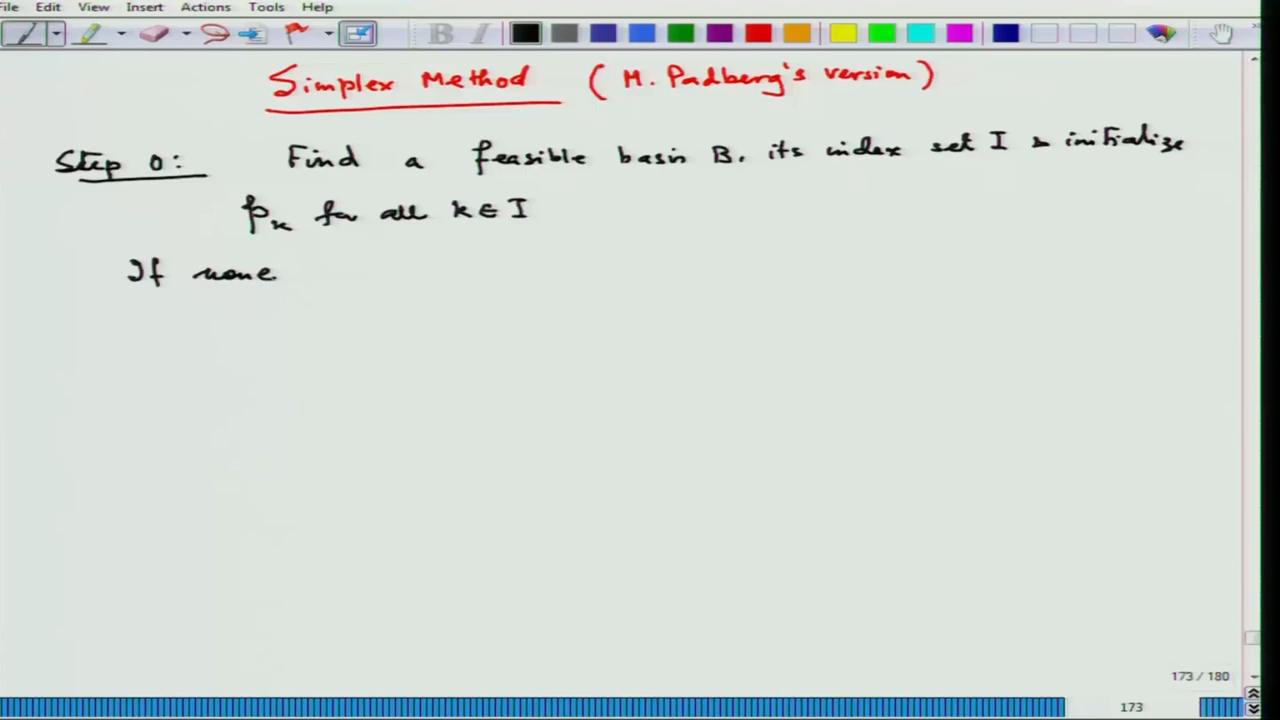 File Edit View Insert Actions Tools Help
Simplex Method (M. Padberg's version)
Step 0: Find a feasible basis B, its index set I & initialize
p_k for all k ∈ I
If none
173 / 180
173